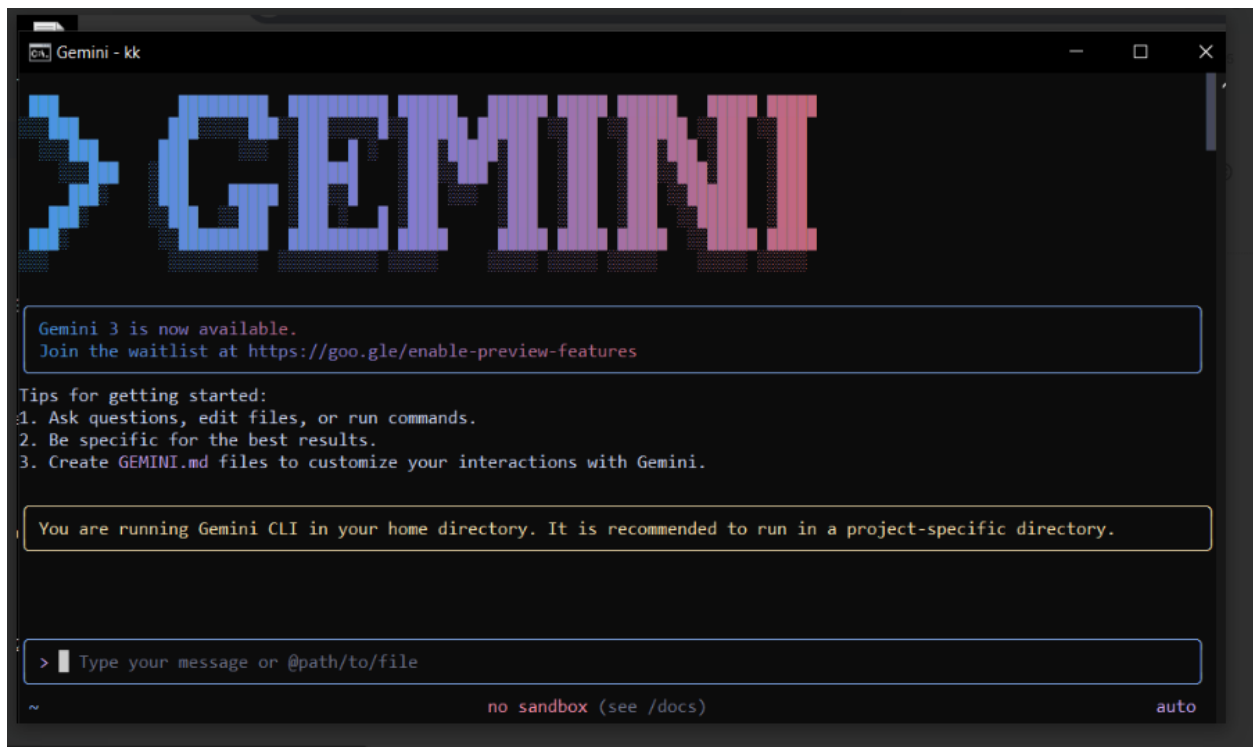 Gemini - kk
> GEMINI
Gemini 3 is now available.
Join the waitlist at https://goo.gle/enable-preview-features
Tips for getting started:
1. Ask questions, edit files, or run commands.
2. Be specific for the best results.
3. Create GEMINI.md files to customize your interactions with Gemini.
You are running Gemini CLI in your home directory. It is recommended to run in a project-specific directory.
> Type your message or @path/to/file
~ no sandbox (see /docs) auto